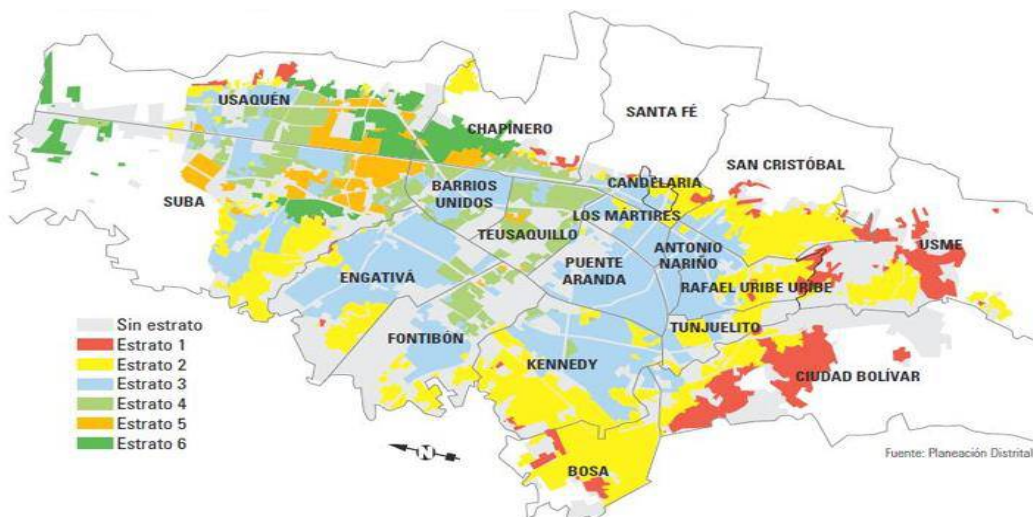 USAQUÉN
SANTA FÉ
CHAPINERO
SAN CRISTÓBAL
BARRIOS
UNIDOS
CANDELARIA
SUBA
LOS MÁRTIRES
TEUSAQUILLO
USME
ANTONIO
NARIÑO
PUENTE
ARANDA
ENGATIVÁ
RAFAEL URIBE URIBE
TUNJUELITO
FONTIBÓN
KENNEDY
CIUDAD BOLÍVAR
Sin estrato
Estrato 1
Estrato 2
Estrato 3
Estrato 4
Estrato 5
Estrato 6
N
BOSA
Fuente: Planeación Distrital